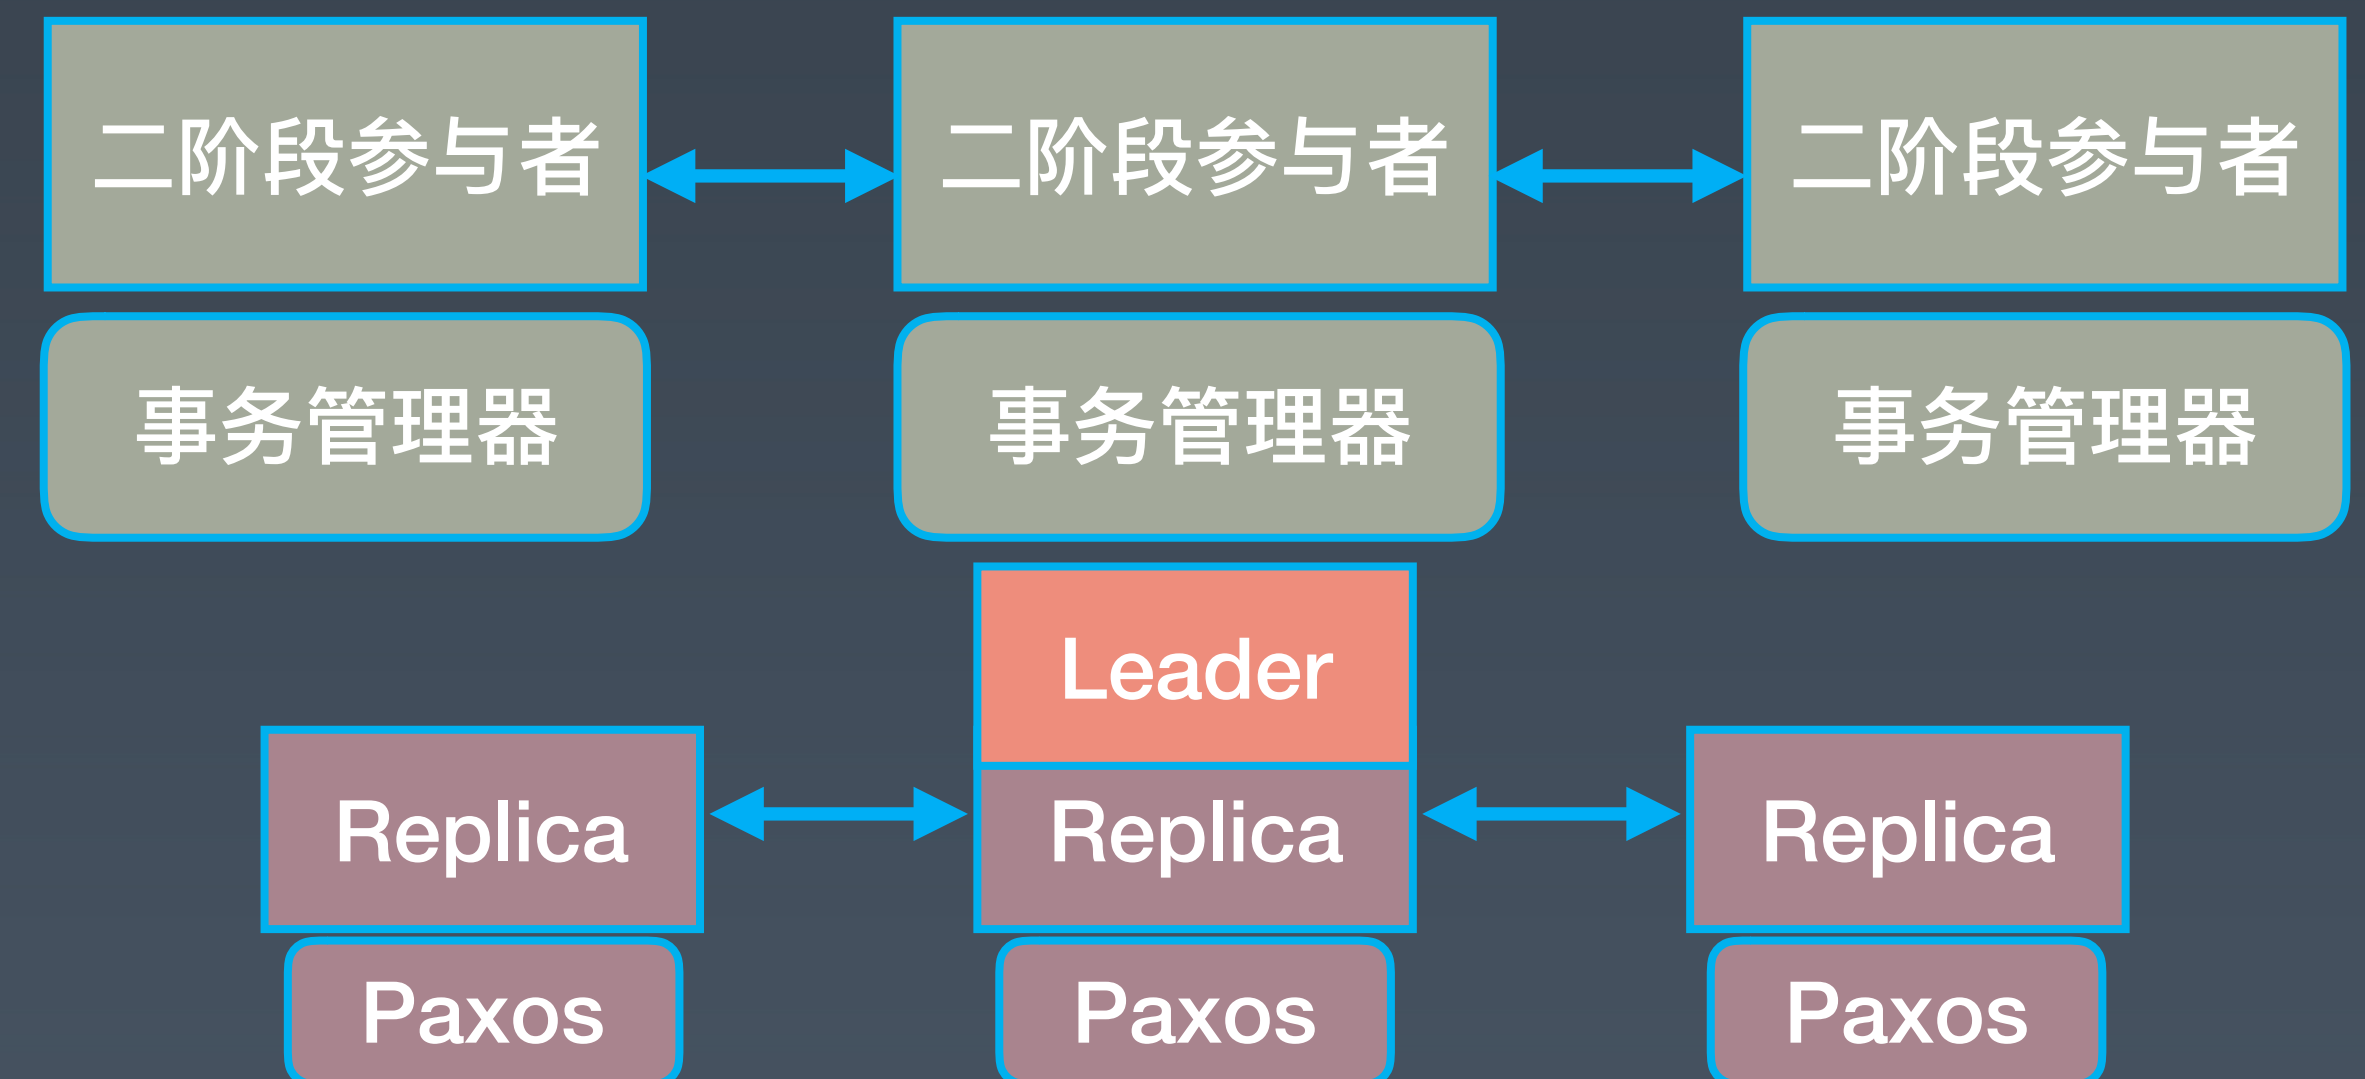 二阶段参与者
二阶段参与者
二阶段参与者
事务管理器
事务管理器
事务管理器
Leader
Replica
Replica
Replica
Paxos
Paxos
Paxos